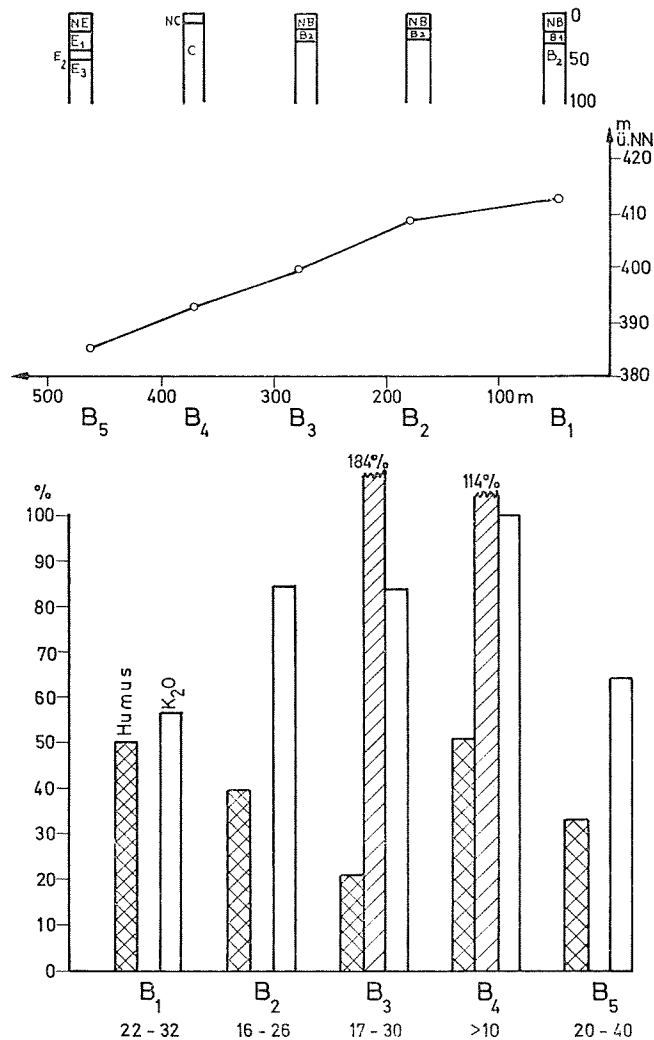 NE NC NB NB NB 0
E1 B2 B2 B1
E2 C B2 50
E3
100
m
ü.NN
420
410
400
390
380
500 400 300 200 100 m
B5 B4 B3 B2 B1
184% 114%
%
100
90
80
70
60
50
40
30
20
10
0
Humus K2O
B1 B2 B3 B4 B5
22 - 32 16 - 26 17 - 30 >10 20 - 40